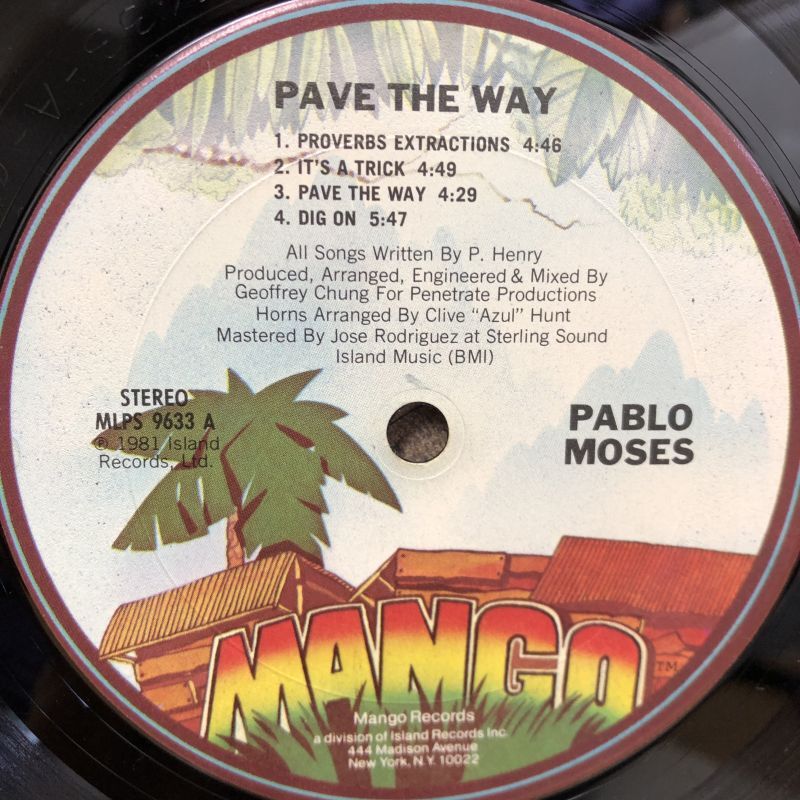 PAVE THE WAY
1. PROVERBS EXTRACTIONS 4:46
2. IT'S A TRICK 4:49
3. PAVE THE WAY 4:29
4. DIG ON 5:47
All Songs Written By P. Henry
Produced, Arranged, Engineered & Mixed By
Geoffrey Chung For Penetrate Productions
Horns Arranged By Clive “Azul” Hunt
Mastered By Jose Rodriguez at Sterling Sound
Island Music (BMI)
STEREO
MLPS 9633 A
℗ 1981 Island
Records, Ltd.
PABLO
MOSES
MANGO TM
Mango Records
a division of Island Records Inc.
444 Madison Avenue
New York, N.Y. 10022